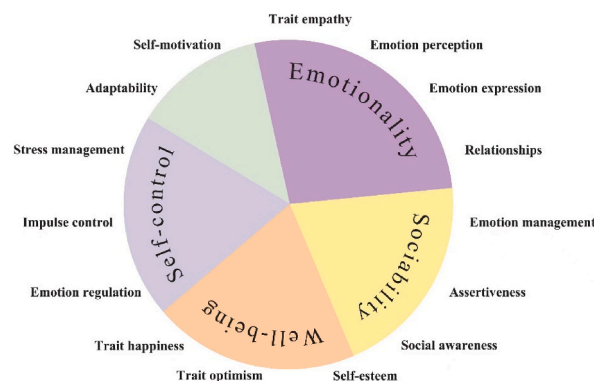 Trait empathy
Self-motivation
Emotion perception
Emotionality
Adaptability
Emotion expression
Stress management
Relationships
Self-control
Impulse control
Sociability
Emotion management
Emotion regulation
Well-being
Assertiveness
Trait happiness
Social awareness
Trait optimism
Self-esteem